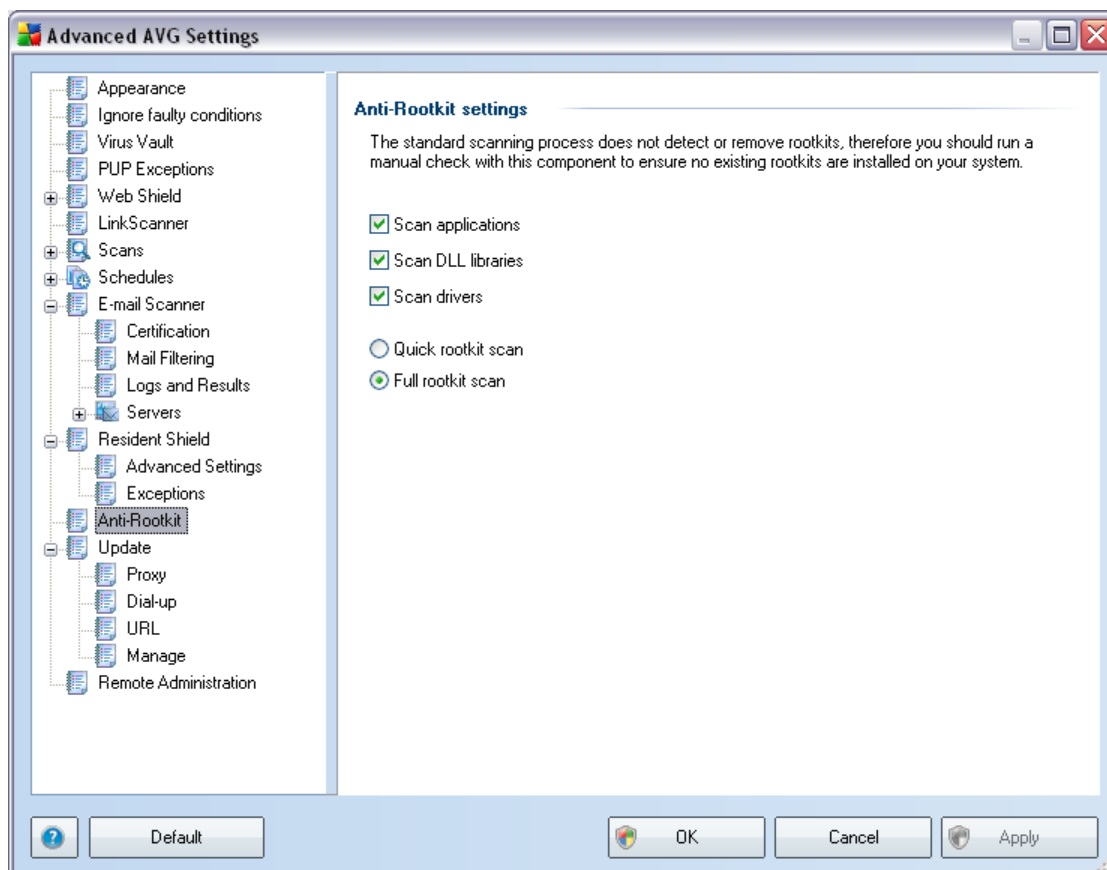 Advanced AVG Settings
Appearance
Ignore faulty conditions
Virus Vault
PUP Exceptions
Web Shield
LinkScanner
Scans
Schedules
E-mail Scanner
Certification
Mail Filtering
Logs and Results
Servers
Resident Shield
Advanced Settings
Exceptions
Anti-Rootkit
Update
Proxy
Dial-up
URL
Manage
Remote Administration
Anti-Rootkit settings
The standard scanning process does not detect or remove rootkits, therefore you should run a
manual check with this component to ensure no existing rootkits are installed on your system.
Scan applications
Scan DLL libraries
Scan drivers
Quick rootkit scan
Full rootkit scan
?
Default
OK
Cancel
Apply